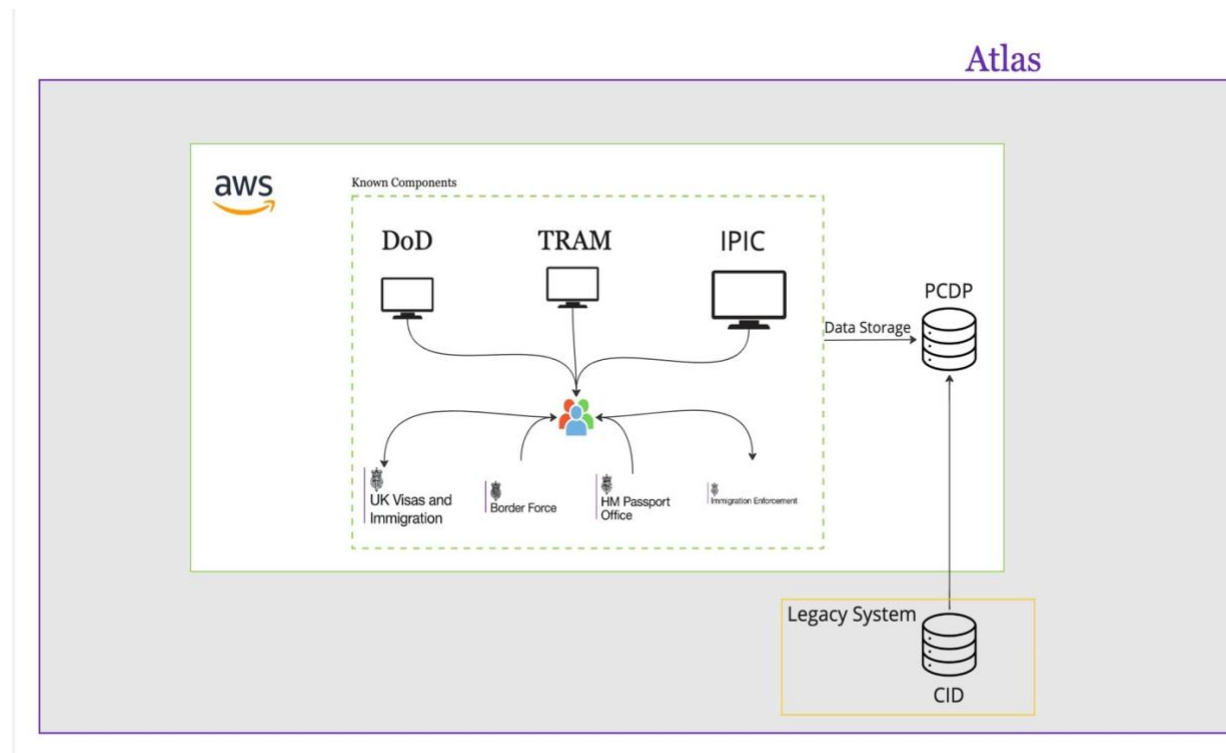 Atlas
aws
Known Components
DoD
TRAM
IPIC
PCDP
Data Storage
UK Visas and
Immigration
Border Force
HM Passport
Office
Immigration Enforcement
Legacy System
CID